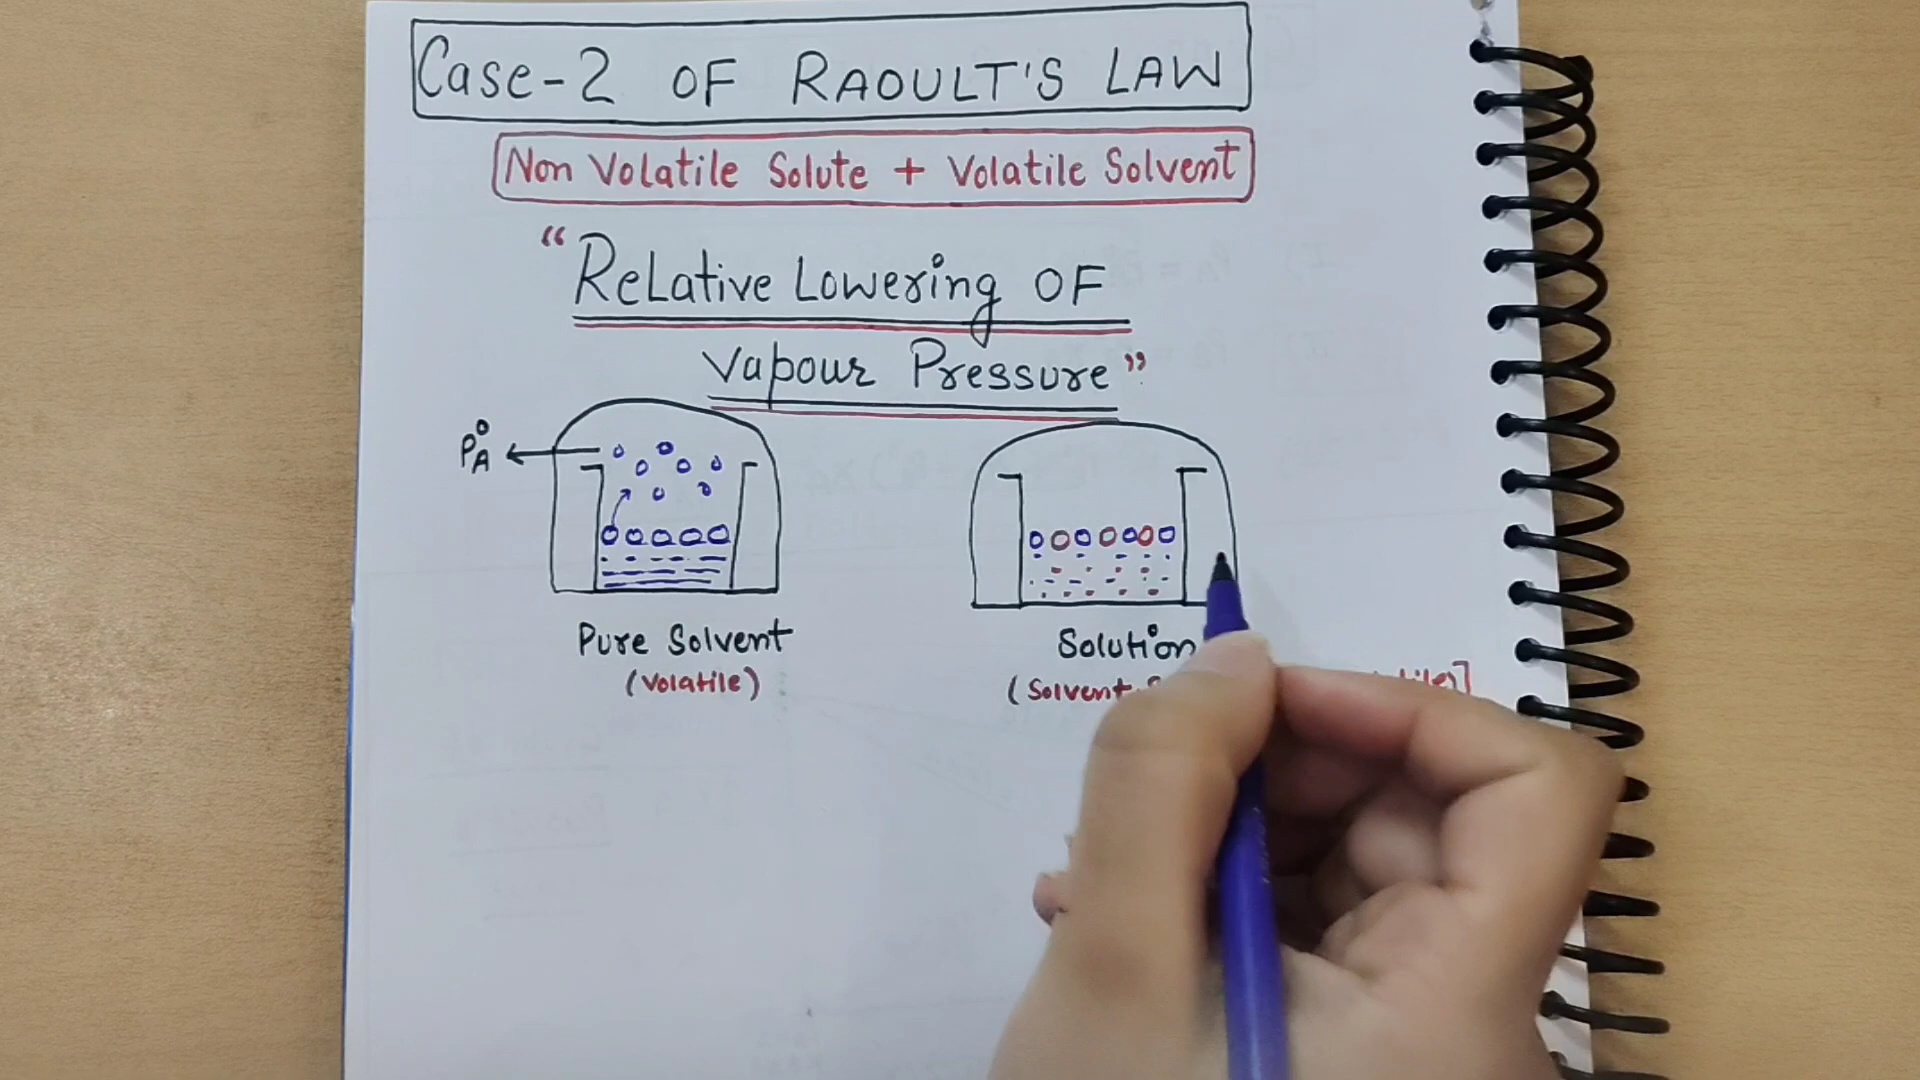 Case-2 OF RAOULT'S LAW
Non Volatile Solute + Volatile Solvent
"Relative Lowering OF
Vapour Pressure"
P°A
Pure Solvent
(Volatile)
Solution
(Solvent